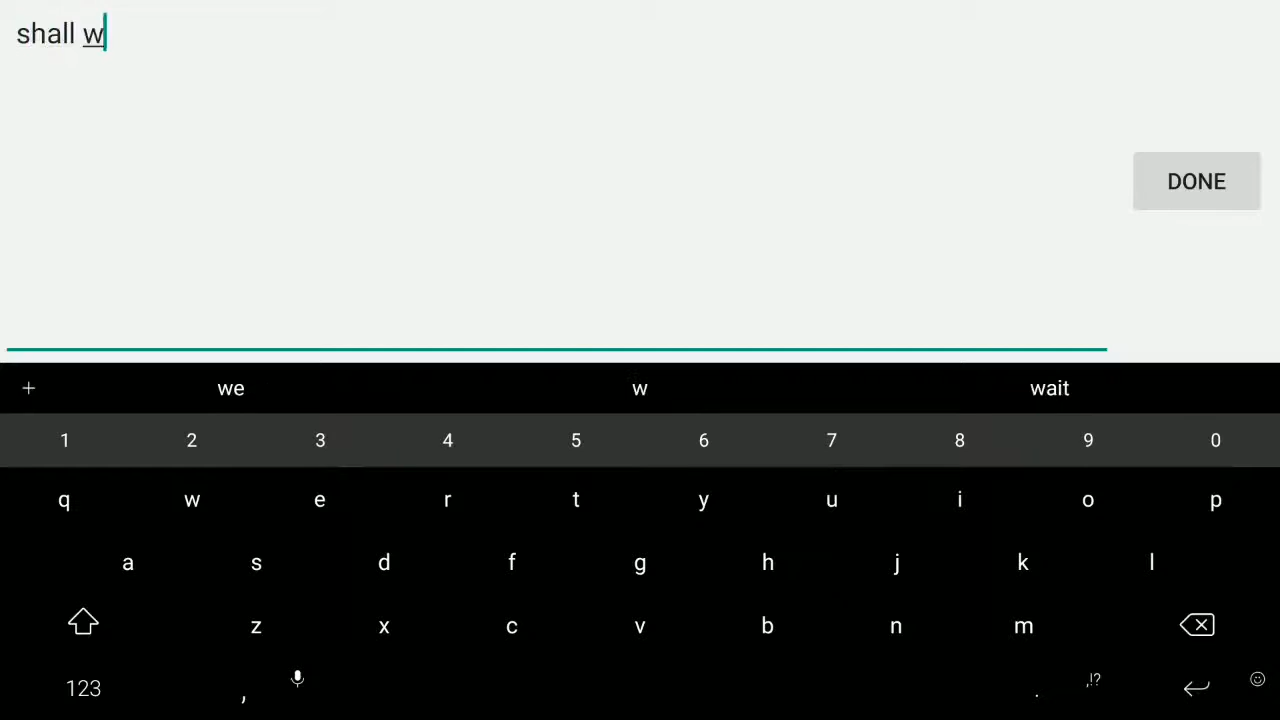 shall w
DONE
+ we w wait
1 2 3 4 5 6 7 8 9 0
q w e r t y u i o p
a s d f g h j k l
z x c v b n m
123 , . ,!?